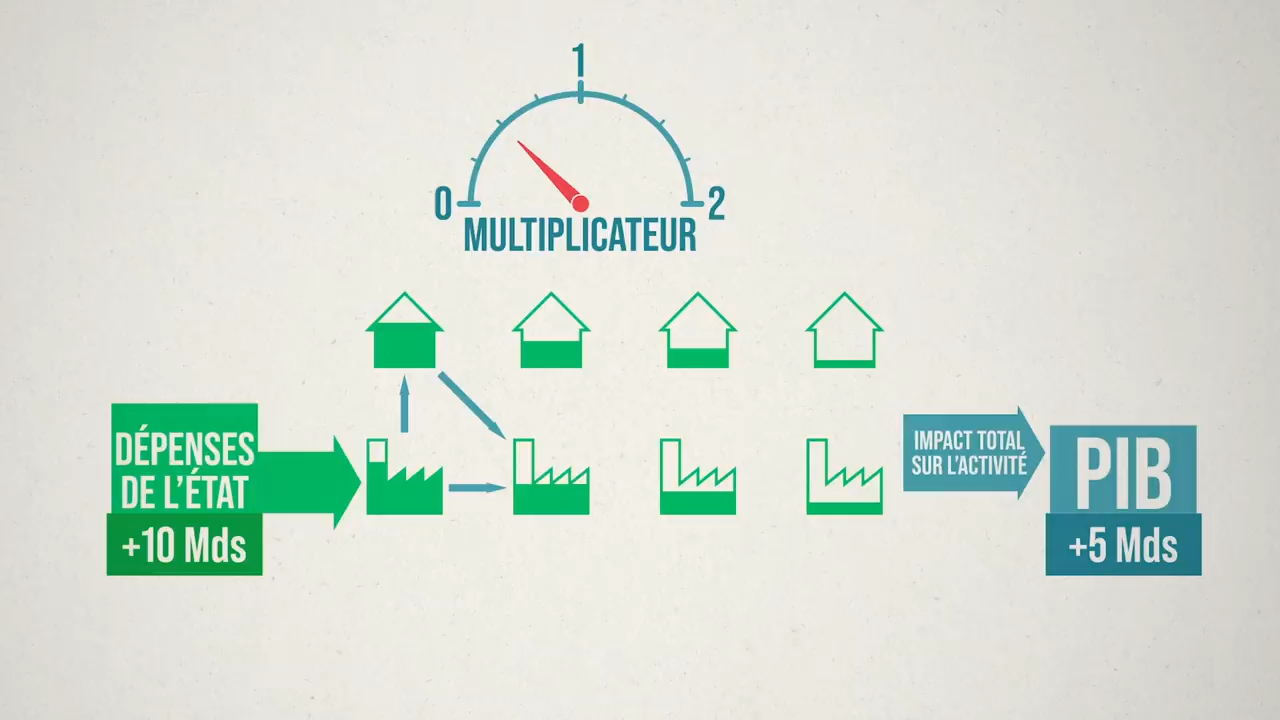 1
0
2
MULTIPLICATEUR
DÉPENSES
DE L'ÉTAT
+10 Mds
IMPACT TOTAL
SUR L'ACTIVITÉ
PIB
+5 Mds